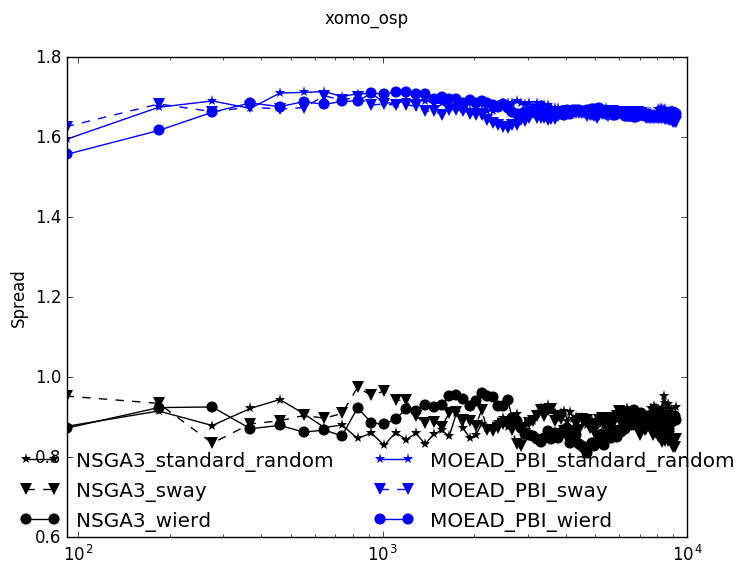 xomo_osp
1.8
1.6
1.4
1.2
1.0
0.8
0.6
Spread
NSGA3_standard_random
NSGA3_sway
NSGA3_wierd
MOEAD_PBI_standard_random
MOEAD_PBI_sway
MOEAD_PBI_wierd
10² 10³ 10⁴